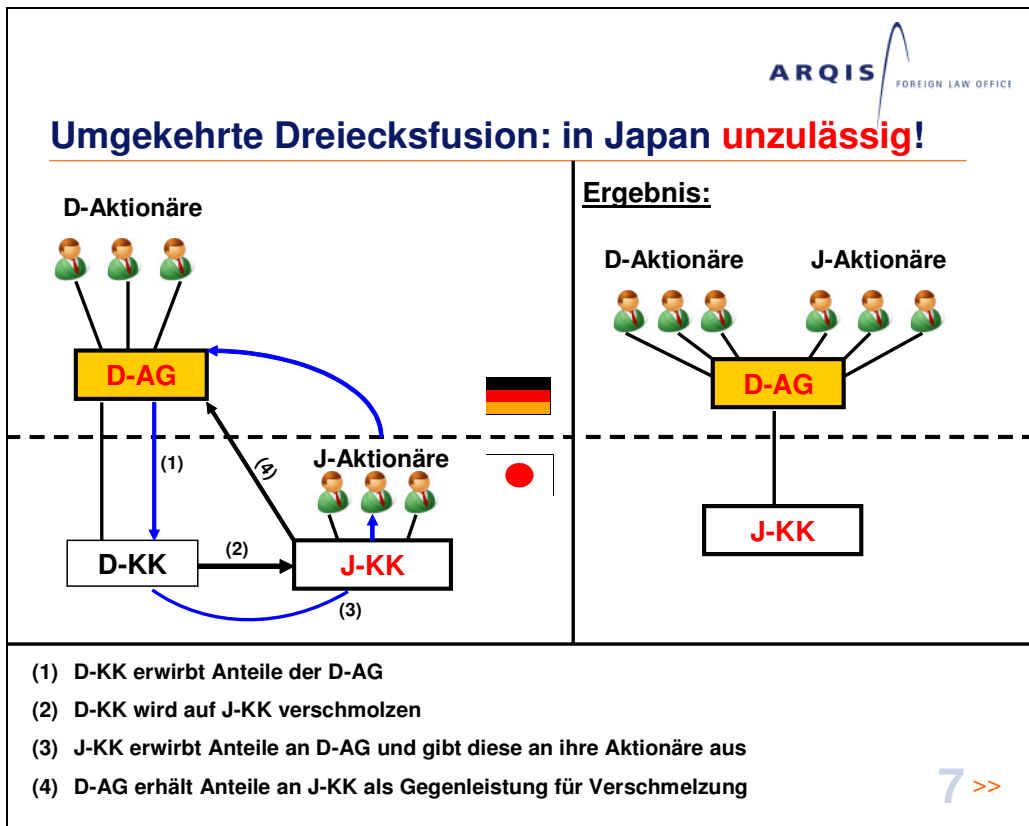 ARQIS
FOREIGN LAW OFFICE
Umgekehrte Dreiecksfusion: in Japan unzulässig!
D-Aktionäre
D-AG
(1)
(4)
J-Aktionäre
D-KK
(2)
J-KK
(3)
Ergebnis:
D-Aktionäre J-Aktionäre
D-AG
J-KK
(1) D-KK erwirbt Anteile der D-AG
(2) D-KK wird auf J-KK verschmolzen
(3) J-KK erwirbt Anteile an D-AG und gibt diese an ihre Aktionäre aus
(4) D-AG erhält Anteile an J-KK als Gegenleistung für Verschmelzung
7 >>